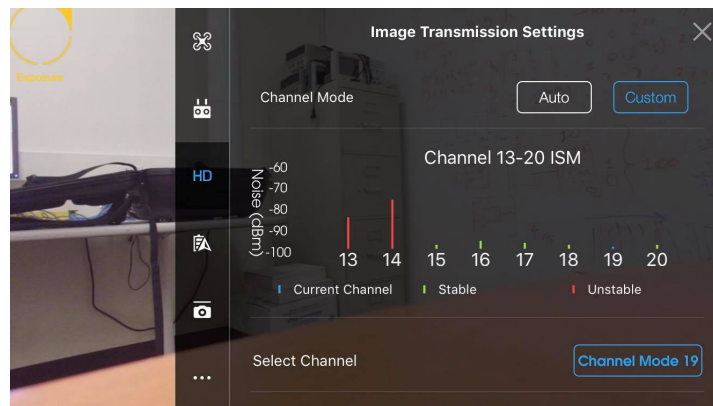 Image Transmission Settings
Exposure
Channel Mode
Auto
Custom
Channel 13-20 ISM
HD
Noise (dBm)
-60
-70
-80
-90
-100
13 14 15 16 17 18 19 20
Current Channel
Stable
Unstable
Select Channel
Channel Mode 19